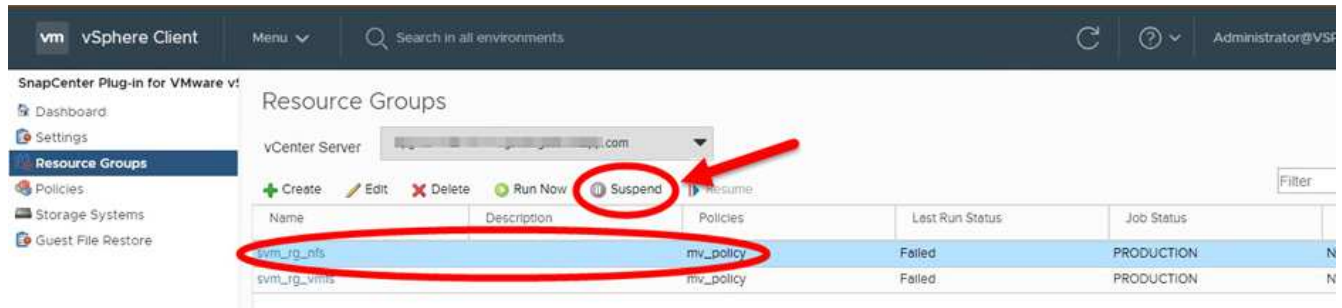 vm vSphere Client Menu Search in all environments Administrator@VSP
SnapCenter Plug-in for VMware vS
Dashboard
Settings
Resource Groups
Policies
Storage Systems
Guest File Restore
Resource Groups
vCenter Server .com
Create Edit Delete Run Now Suspend Resume
Filter
Name Description Policies Last Run Status Job Status
svm_rg_nfs mv_policy Failed PRODUCTION N
svm_rg_vmfs mv_policy Failed PRODUCTION N